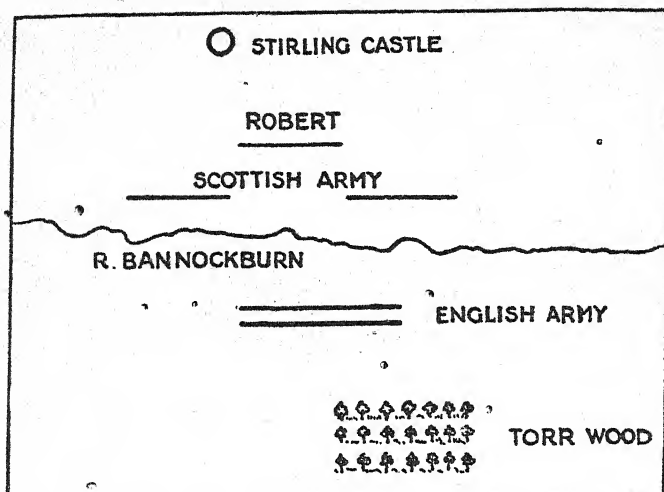 STIRLING CASTLE
ROBERT
SCOTTISH ARMY
R. BANNOCKBURN
ENGLISH ARMY
TORR WOOD